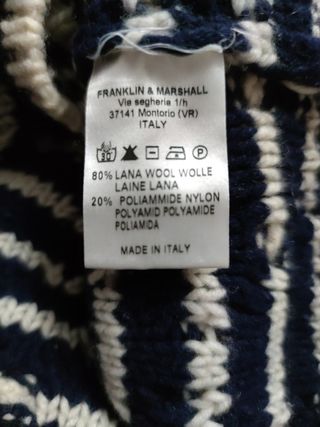 FRANKLIN & MARSHALL
Via segheria 1/h
37141 Montorio (VR)
ITALY
30 P
80% LANA WOOL WOLLE
LAINE LANA
20% POLIAMMIDE NYLON
POLYAMID POLYAMIDE
POLIAMIDA
MADE IN ITALY